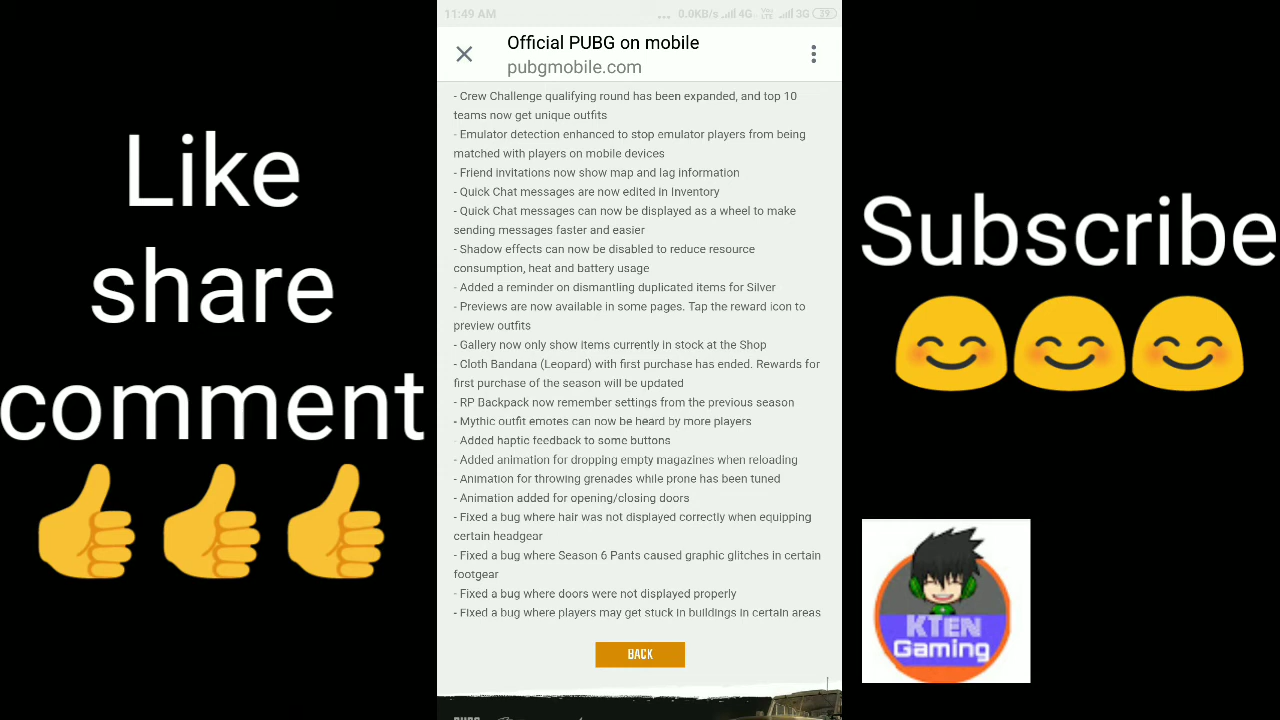 Like
share
comment
11:49 AM
... 0.0KB/s 4G VoLTE 3G 39
Official PUBG on mobile
pubgmobile.com
- Crew Challenge qualifying round has been expanded, and top 10
teams now get unique outfits
- Emulator detection enhanced to stop emulator players from being
matched with players on mobile devices
- Friend invitations now show map and lag information
- Quick Chat messages are now edited in Inventory
- Quick Chat messages can now be displayed as a wheel to make
sending messages faster and easier
- Shadow effects can now be disabled to reduce resource
consumption, heat and battery usage
- Added a reminder on dismantling duplicated items for Silver
- Previews are now available in some pages. Tap the reward icon to
preview outfits
- Gallery now only show items currently in stock at the Shop
- Cloth Bandana (Leopard) with first purchase has ended. Rewards for
first purchase of the season will be updated
- RP Backpack now remember settings from the previous season
- Mythic outfit emotes can now be heard by more players
- Added haptic feedback to some buttons
- Added animation for dropping empty magazines when reloading
- Animation for throwing grenades while prone has been tuned
- Animation added for opening/closing doors
- Fixed a bug where hair was not displayed correctly when equipping
certain headgear
- Fixed a bug where Season 6 Pants caused graphic glitches in certain
footgear
- Fixed a bug where doors were not displayed properly
- Fixed a bug where players may get stuck in buildings in certain areas
BACK
Subscribe
KTEN
Gaming